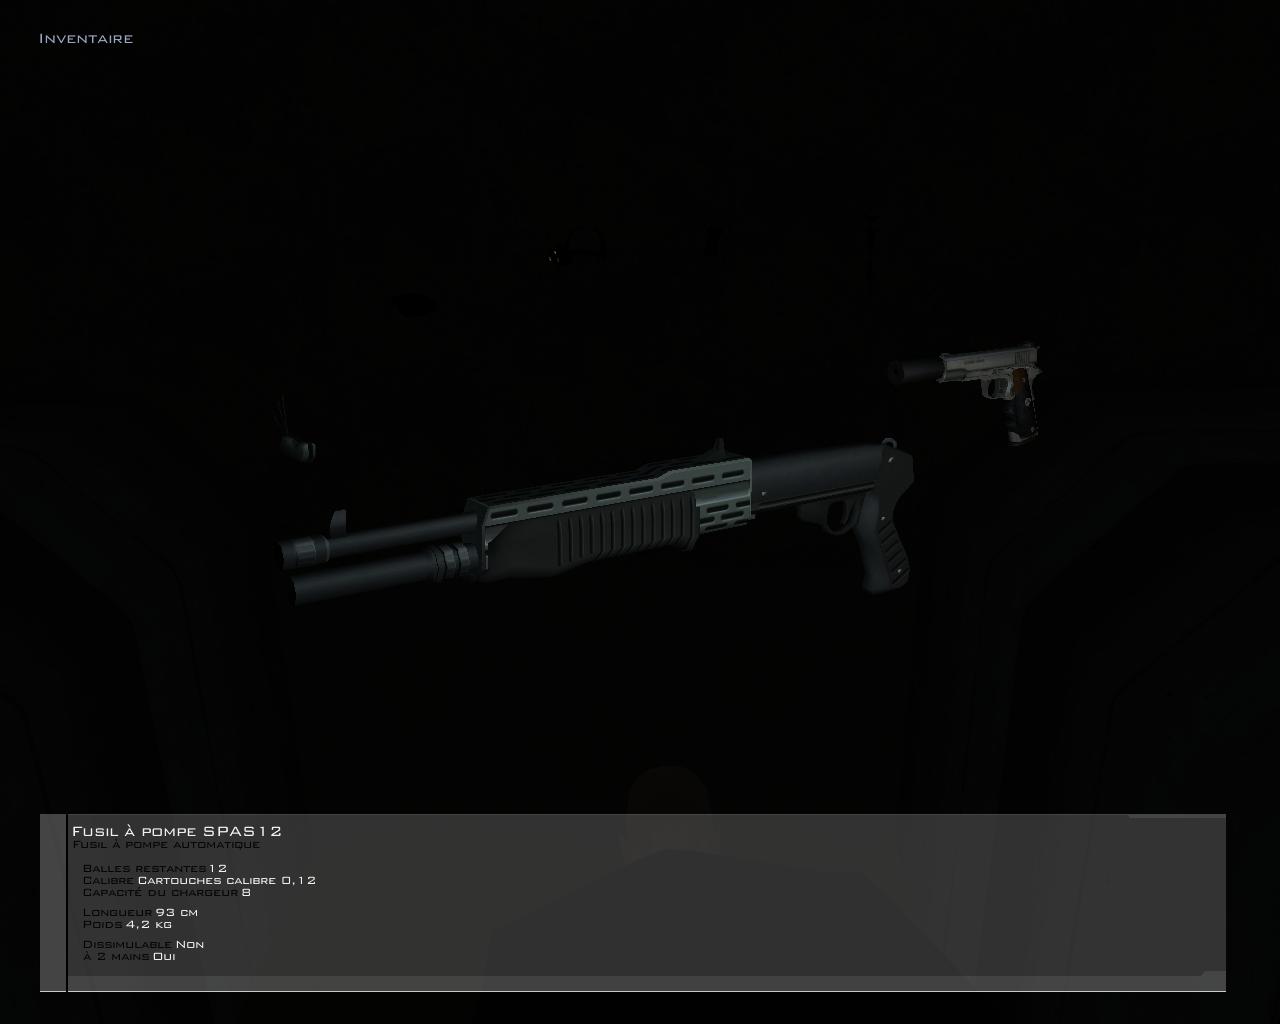 Inventaire
Fusil à pompe SPAS12
Fusil à pompe automatique
Balles restantes 12
Calibre Cartouches calibre 0,12
Capacité du chargeur 8
Longueur 93 cm
Poids 4,2 kg
Dissimulable Non
À 2 mains Oui